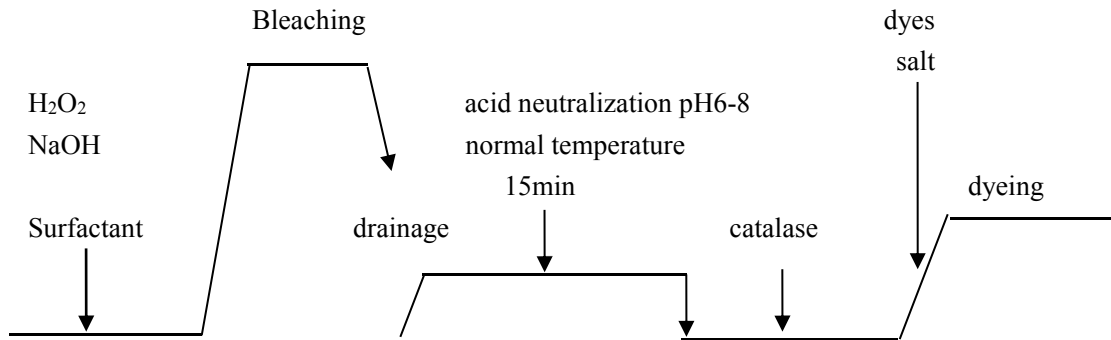 Bleaching
dyes
salt
H₂O₂
NaOH
acid neutralization pH6-8
normal temperature
15min
dyeing
Surfactant
drainage
catalase